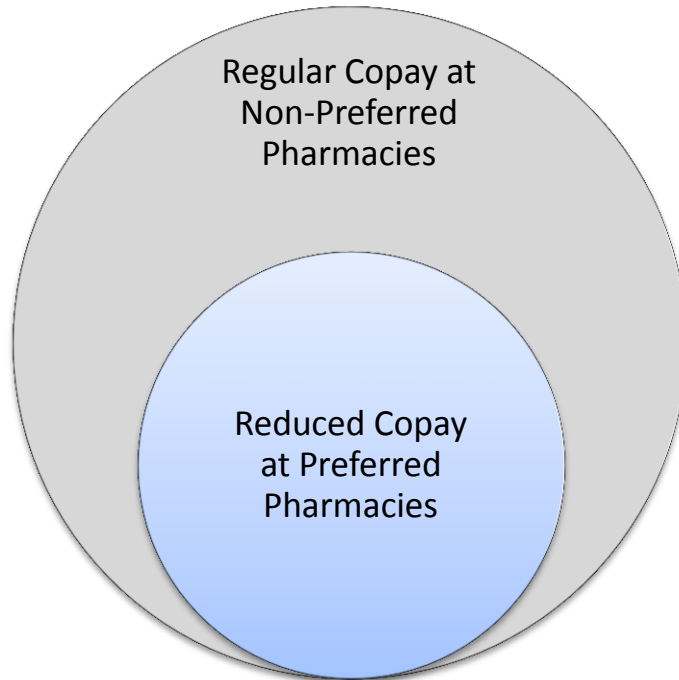 Regular Copay at
Non-Preferred
Pharmacies
Reduced Copay
at Preferred
Pharmacies